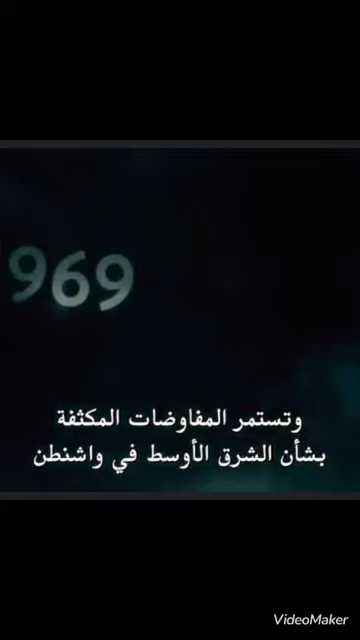 969
وتستمر المفاوضات المكثفة
بشأن الشرق الأوسط في واشنطن
VideoMaker